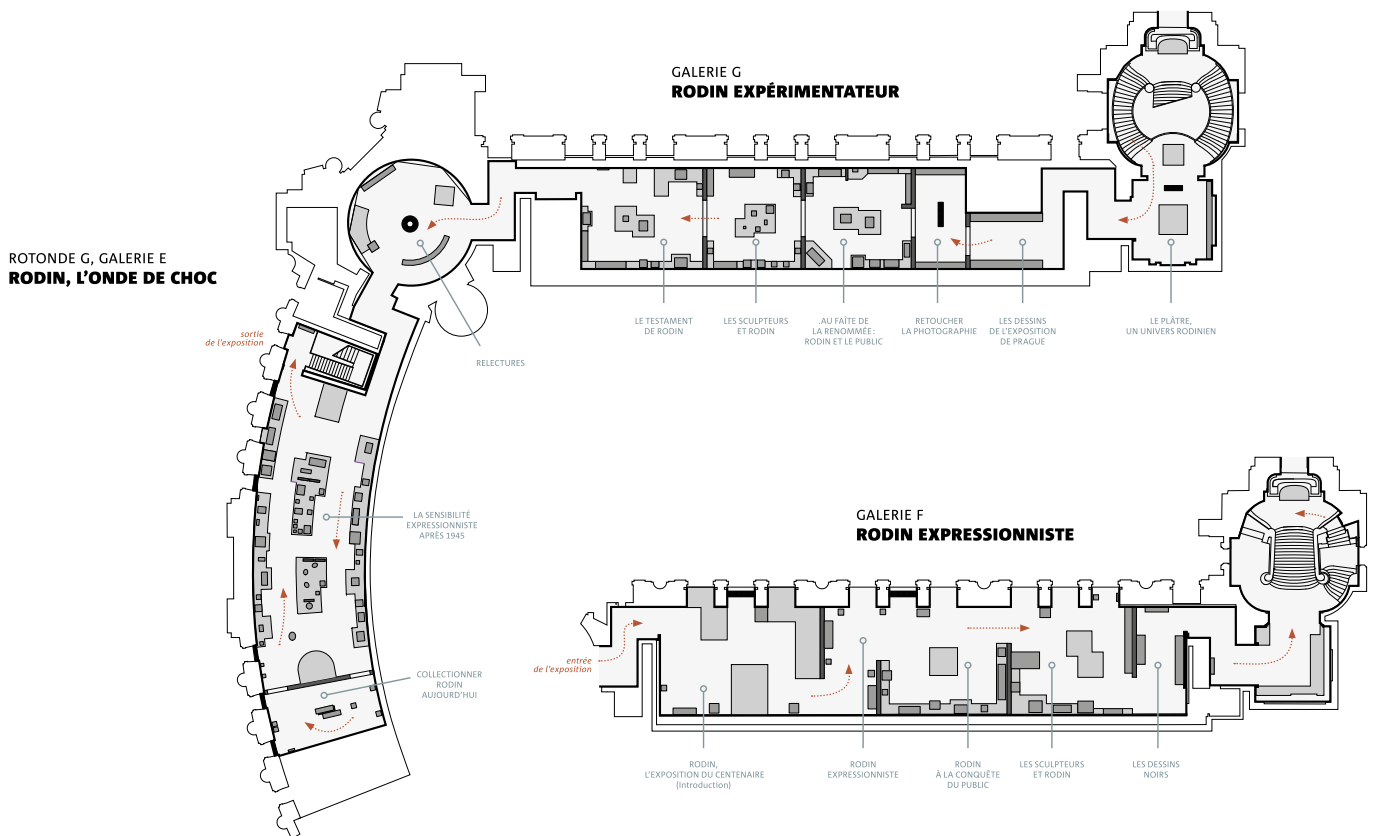 GALERIE G
RODIN EXPÉRIMENTATEUR
ROTONDE G, GALERIE E
RODIN, L'ONDE DE CHOC
sortie
de l'exposition
LE TESTAMENT
DE RODIN
LES SCULPTEURS
ET RODIN
.AU FAÎTE DE
LA RENOMMÉE :
RODIN ET LE PUBLIC
RETOUCHER
LA PHOTOGRAPHIE
LES DESSINS
DE L'EXPOSITION
DE PRAGUE
LE PLÂTRE,
UN UNIVERS RODINIEN
RELECTURES
LA SENSIBILITÉ
EXPRESSIONNISTE
APRÈS 1945
COLLECTIONNER
RODIN
AUJOURD'HUI
GALERIE F
RODIN EXPRESSIONNISTE
entrée
de l'exposition
RODIN,
L'EXPOSITION DU CENTENAIRE
(Introduction)
RODIN
EXPRESSIONNISTE
RODIN
À LA CONQUÊTE
DU PUBLIC
LES SCULPTEURS
ET RODIN
LES DESSINS
NOIRS